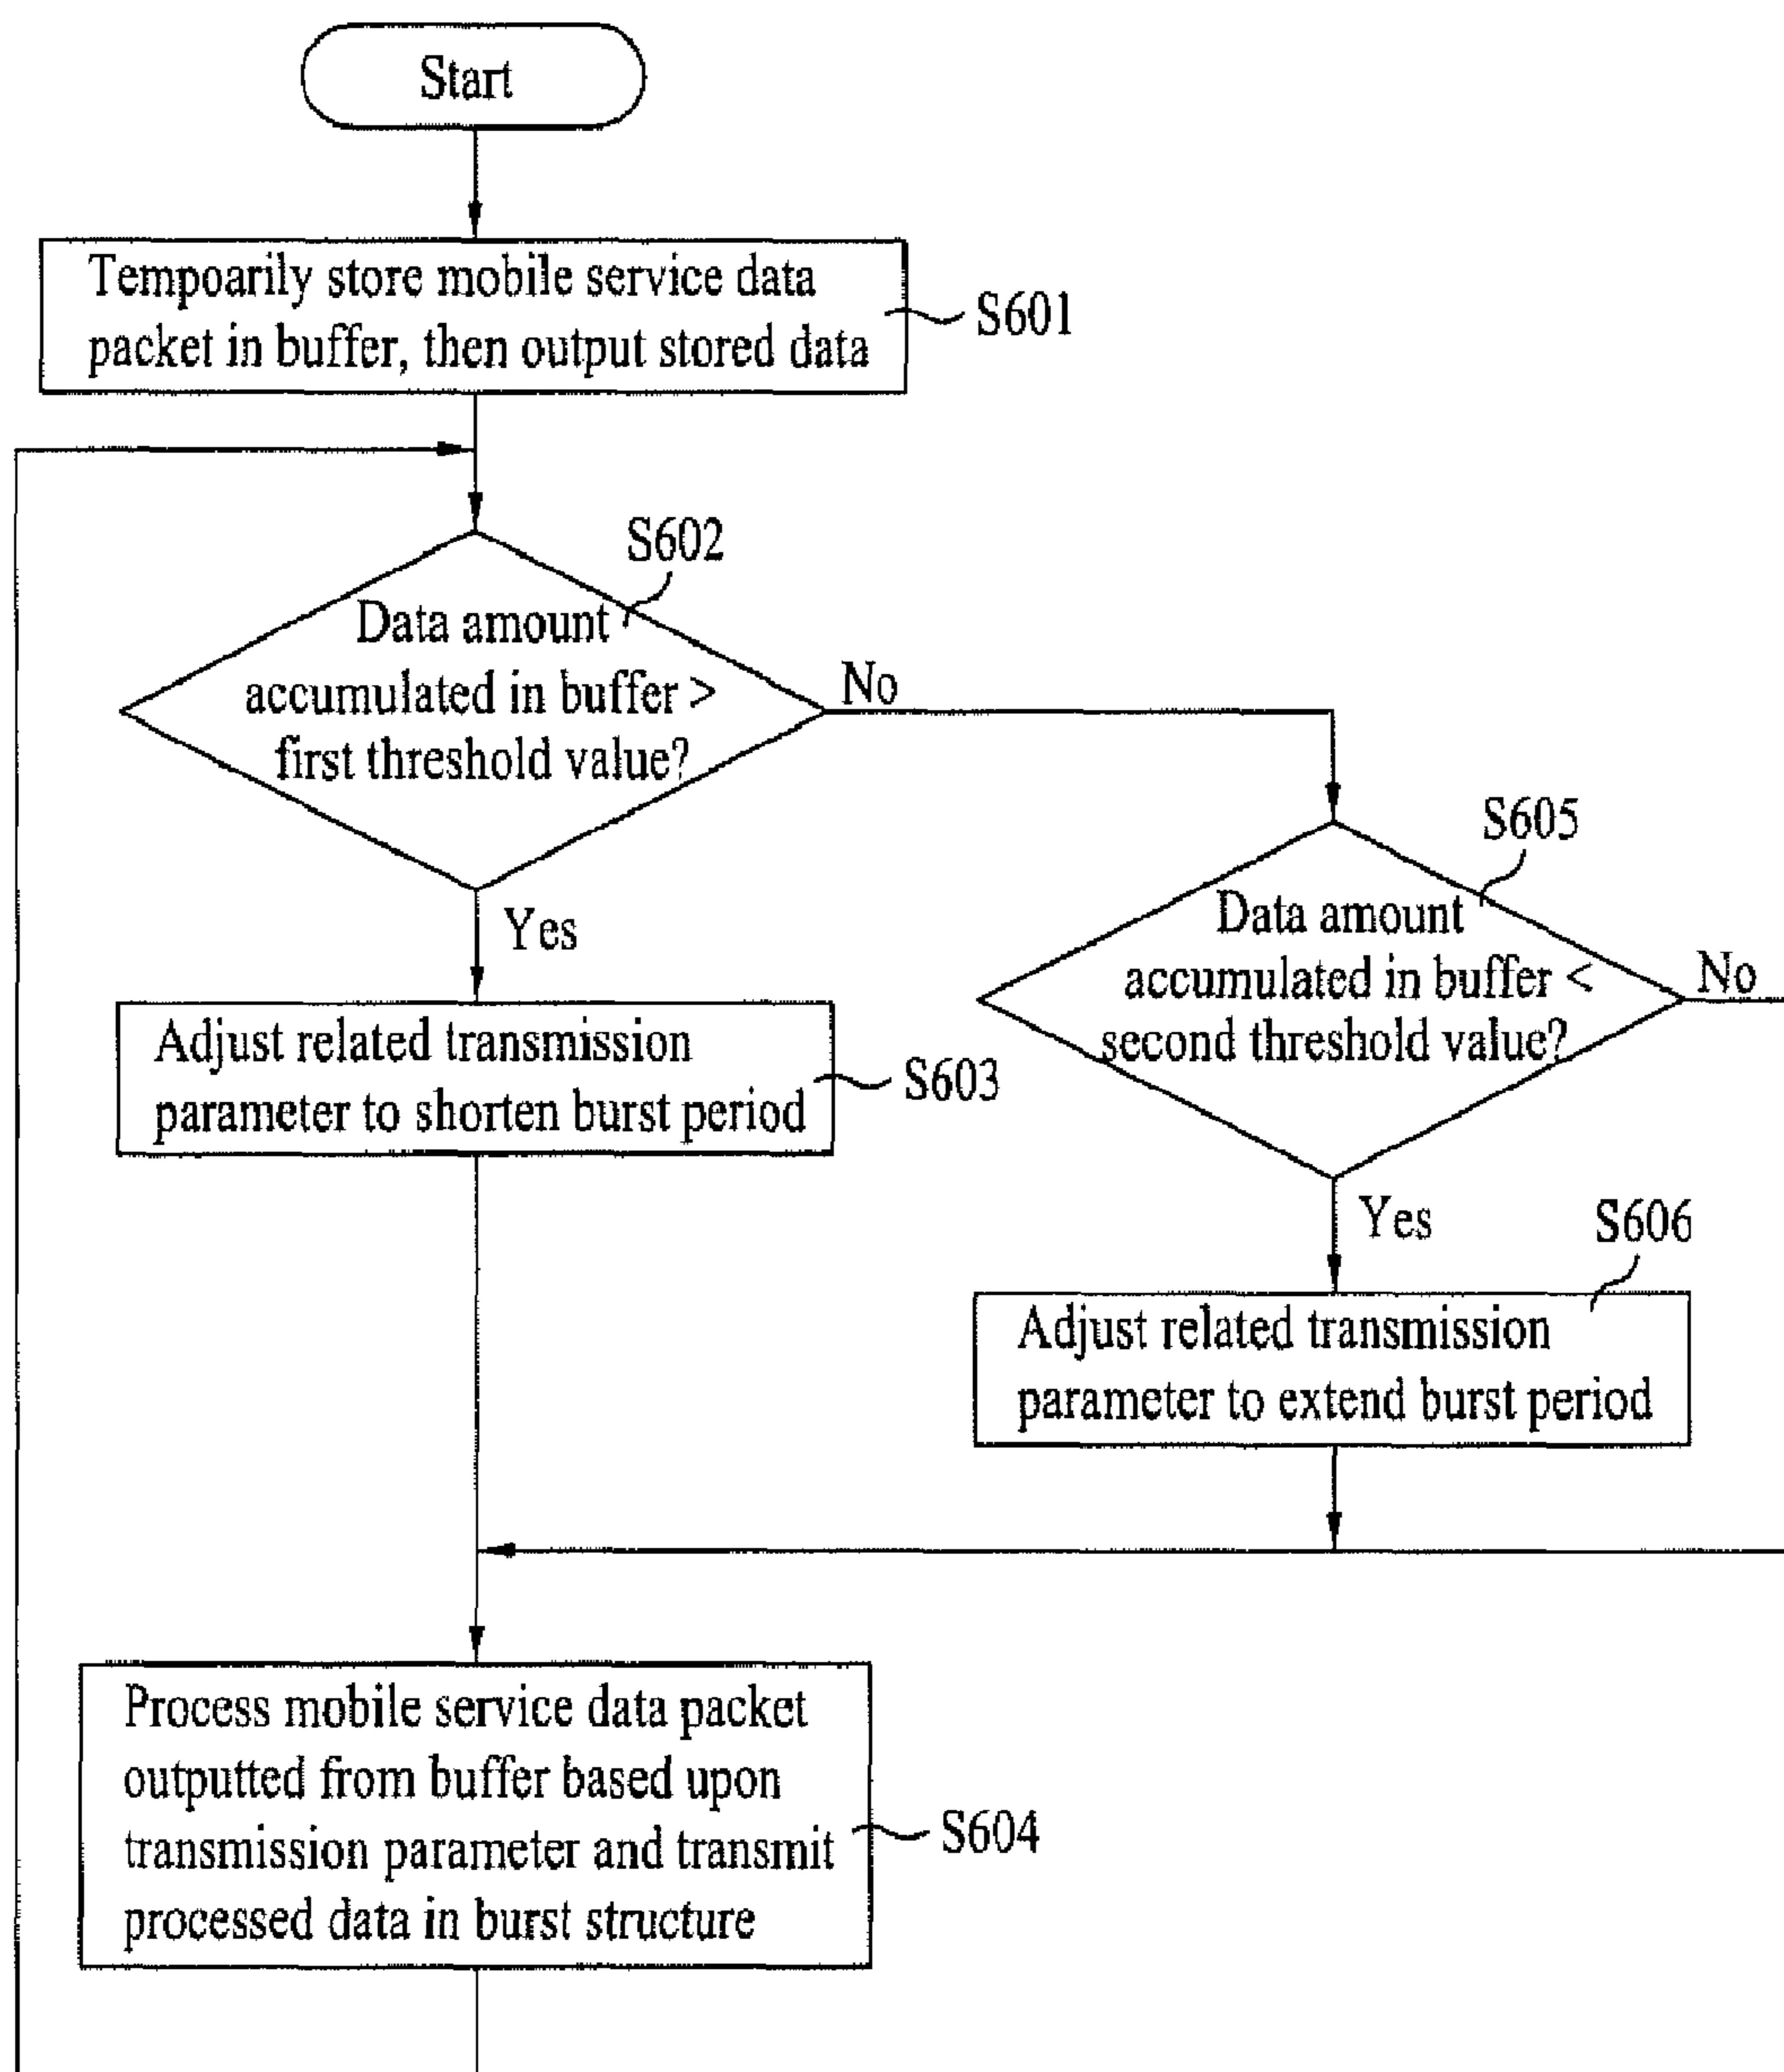 Start
Tempoarily store mobile service data
packet in buffer, then output stored data
S601
S602
Data amount
accumulated in buffer >
first threshold value?
No
Yes
S605
Data amount
accumulated in buffer <
second threshold value?
No
Yes
Adjust related transmission
parameter to shorten burst period
S603
S606
Adjust related transmission
parameter to extend burst period
Process mobile service data packet
outputted from buffer based upon
transmission parameter and transmit
processed data in burst structure
S604